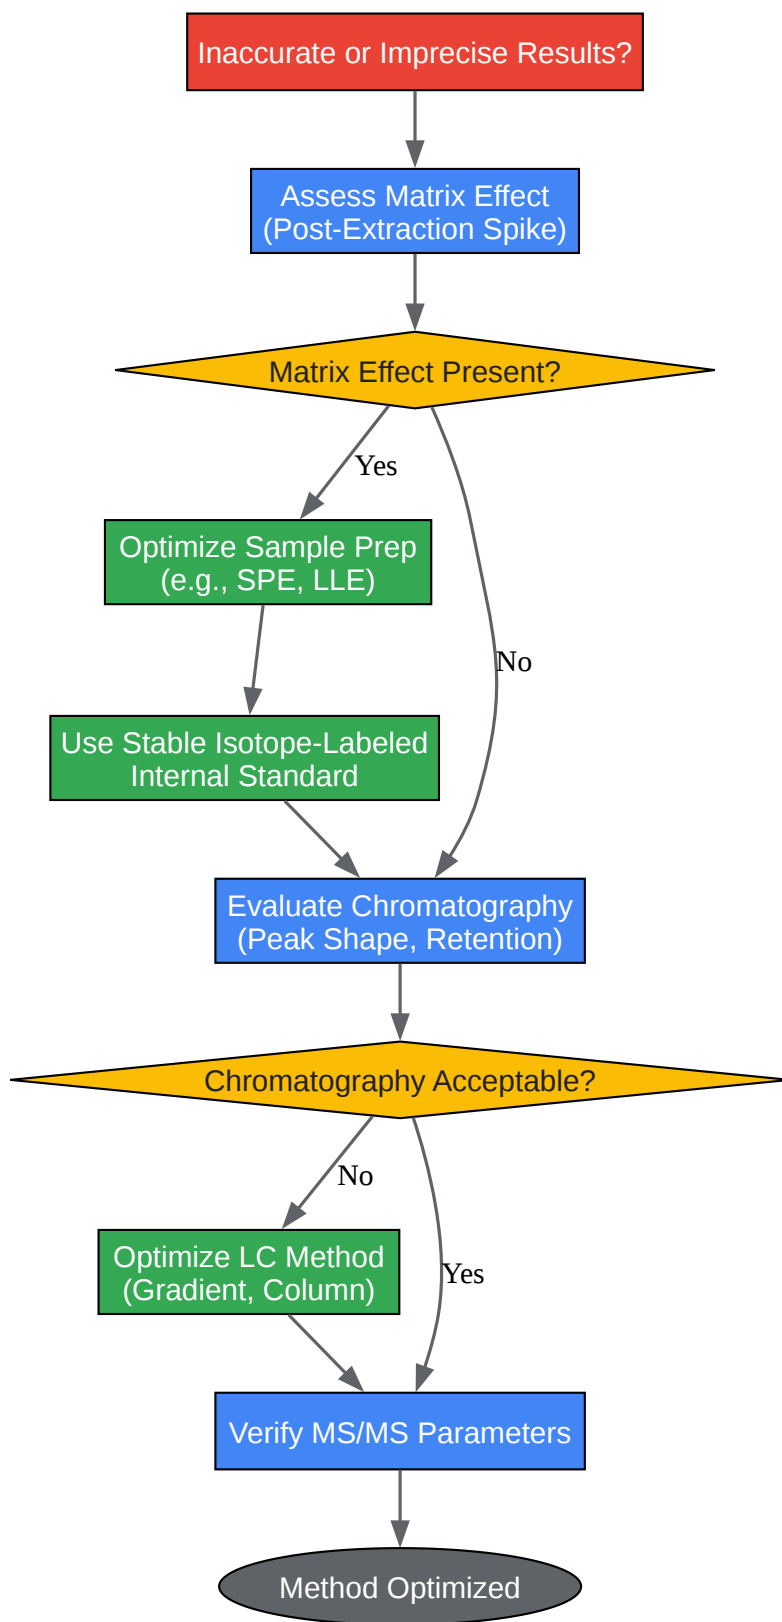 Inaccurate or Imprecise Results?
Assess Matrix Effect
(Post-Extraction Spike)
Matrix Effect Present?
Yes
Optimize Sample Prep
(e.g., SPE, LLE)
No
Use Stable Isotope-Labeled
Internal Standard
Evaluate Chromatography
(Peak Shape, Retention)
Chromatography Acceptable?
No
Optimize LC Method
(Gradient, Column)
Yes
Verify MS/MS Parameters
Method Optimized